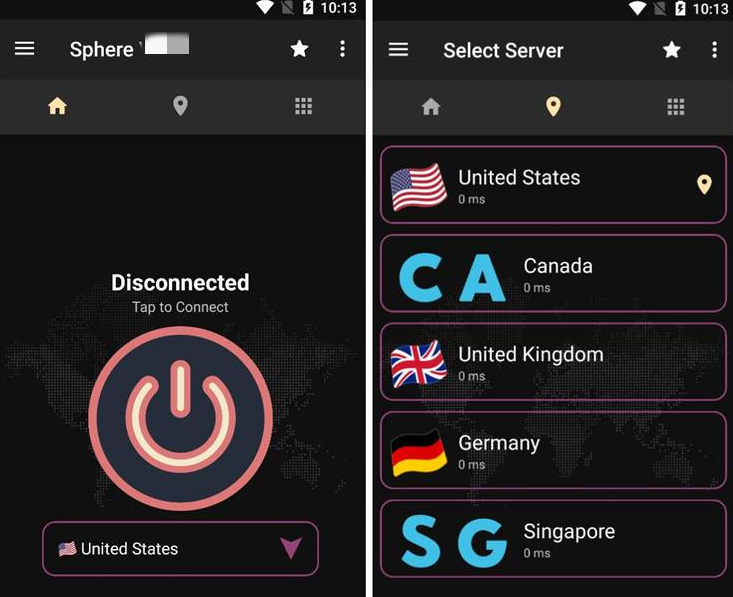 10:13
Sphere
Disconnected
Tap to Connect
United States
10:13
Select Server
United States
0 ms
CA
Canada
0 ms
United Kingdom
0 ms
Germany
0 ms
SG
Singapore
0 ms